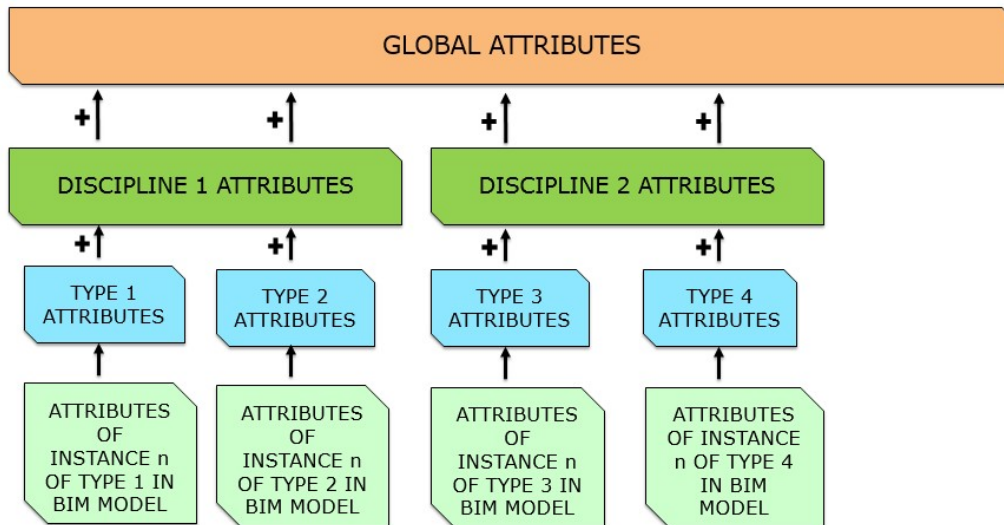 GLOBAL ATTRIBUTES
+ + + +
DISCIPLINE 1 ATTRIBUTES
DISCIPLINE 2 ATTRIBUTES
+ + + +
TYPE 1
ATTRIBUTES
TYPE 2
ATTRIBUTES
TYPE 3
ATTRIBUTES
TYPE 4
ATTRIBUTES
ATTRIBUTES
OF
INSTANCE n
OF TYPE 1 IN
BIM MODEL
ATTRIBUTES
OF
INSTANCE n
OF TYPE 2 IN
BIM MODEL
ATTRIBUTES
OF
INSTANCE n
OF TYPE 3 IN
BIM MODEL
ATTRIBUTES
OF INSTANCE
n OF TYPE 4
IN BIM
MODEL